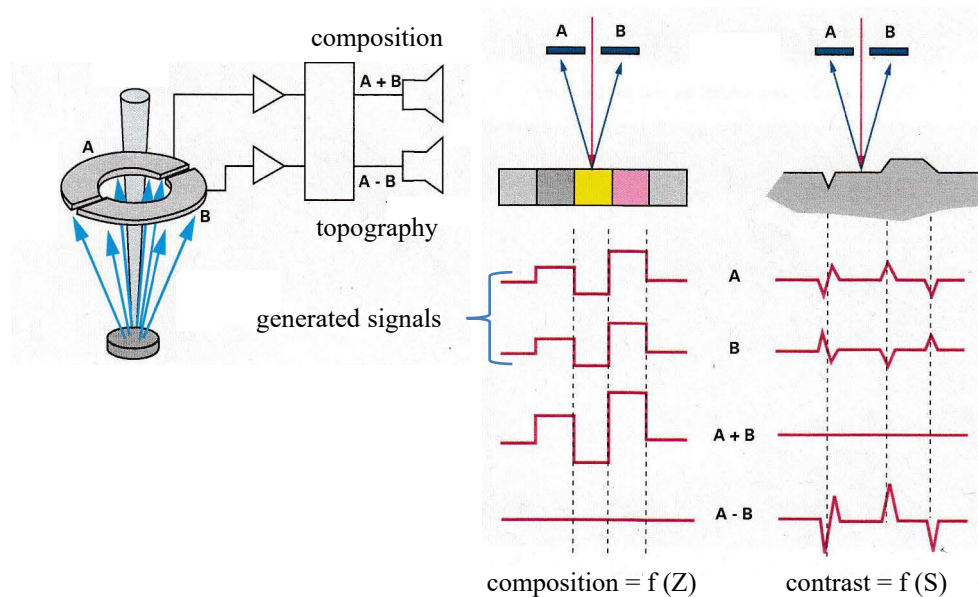 composition
A + B
A
A - B
B
topography
generated signals
A B
A B
A
B
A + B
A - B
composition = f (Z)
contrast = f (S)